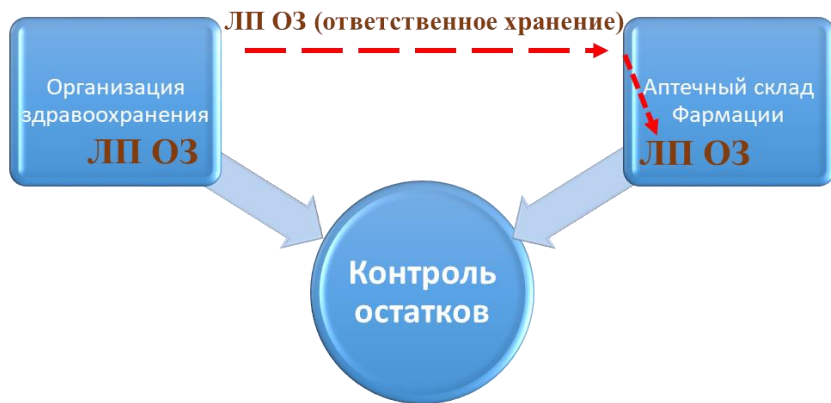 ЛП ОЗ (ответственное хранение)
Организация
здравоохранения
ЛП ОЗ
Аптечный склад
Фармации
ЛП ОЗ
Контроль
остатков